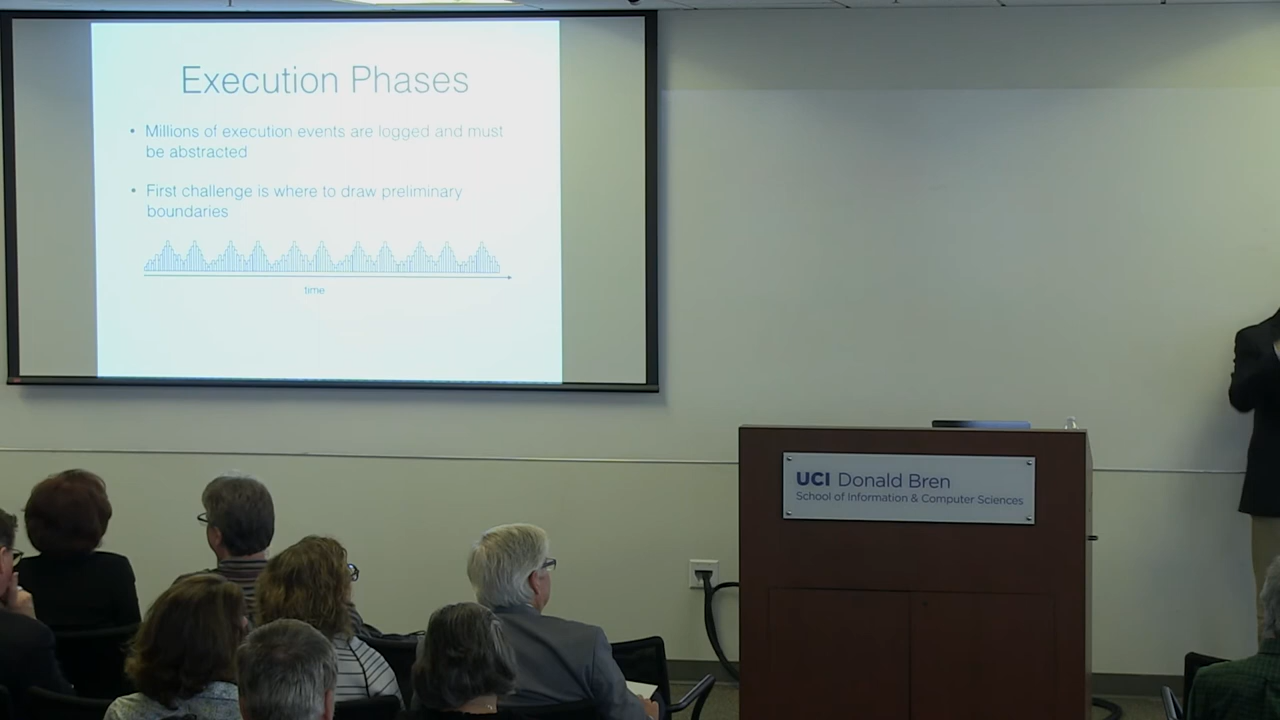 Execution Phases
• Millions of execution events are logged and must
be abstracted
• First challenge is where to draw preliminary
boundaries
time
UCI Donald Bren
School of Information & Computer Sciences